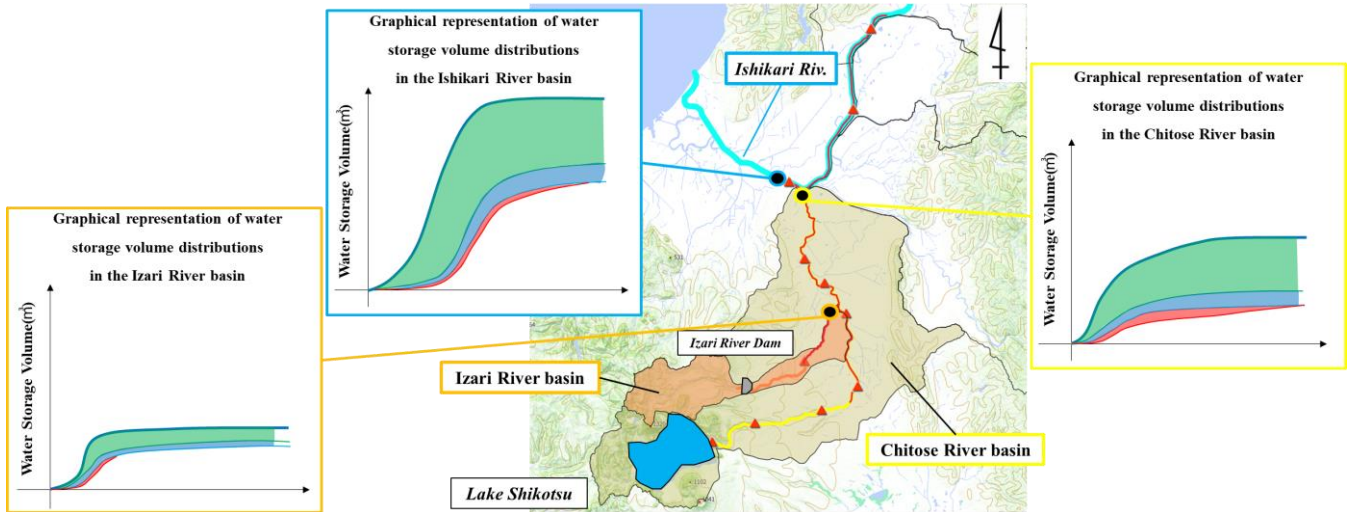 Graphical representation of water
storage volume distributions
in the Ishikari River basin
Water Storage Volume(m³)
Ishikari Riv.
Graphical representation of water
storage volume distributions
in the Chitose River basin
Water Storage Volume(m³)
Graphical representation of water
storage volume distributions
in the Izari River basin
Water Storage Volume(m³)
Izari River Dam
Izari River basin
Chitose River basin
Lake Shikotsu